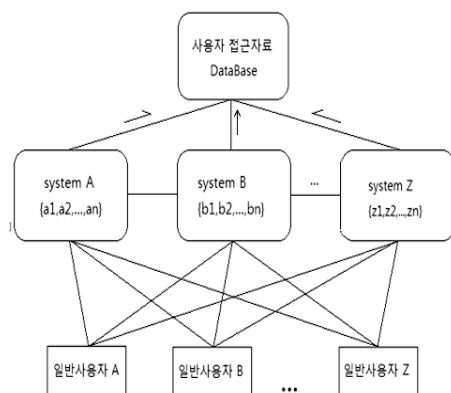 사용자 접근자료
DataBase
system A
{a1,a2,...,an}
system B
{b1,b2,...,bn}
...
system Z
{z1,z2,...,zn}
일반사용자 A
일반사용자 B
...
일반사용자 Z